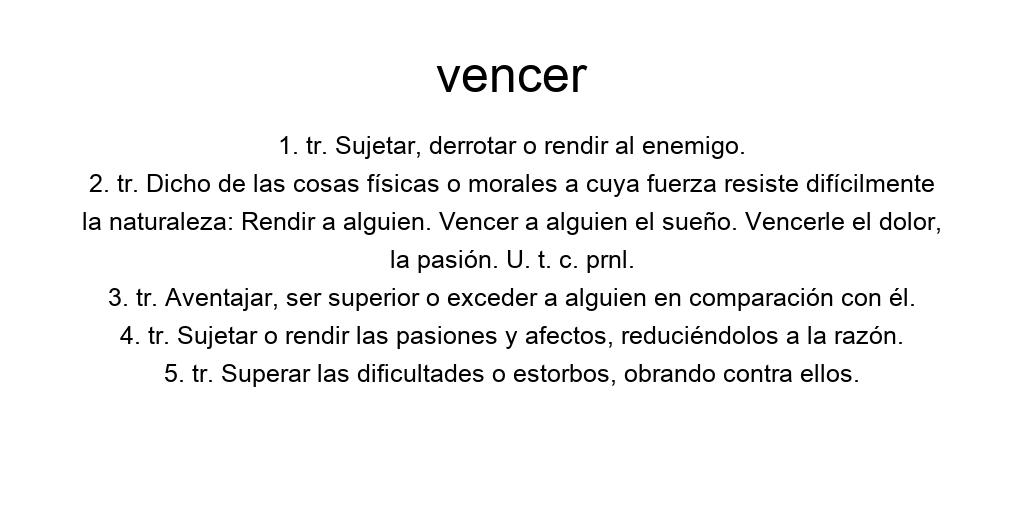 vencer
1. tr. Sujetar, derrotar o rendir al enemigo.
2. tr. Dicho de las cosas físicas o morales a cuya fuerza resiste difícilmente
la naturaleza: Rendir a alguien. Vencer a alguien el sueño. Vencerle el dolor,
la pasión. U. t. c. prnl.
3. tr. Aventajar, ser superior o exceder a alguien en comparación con él.
4. tr. Sujetar o rendir las pasiones y afectos, reduciéndolos a la razón.
5. tr. Superar las dificultades o estorbos, obrando contra ellos.